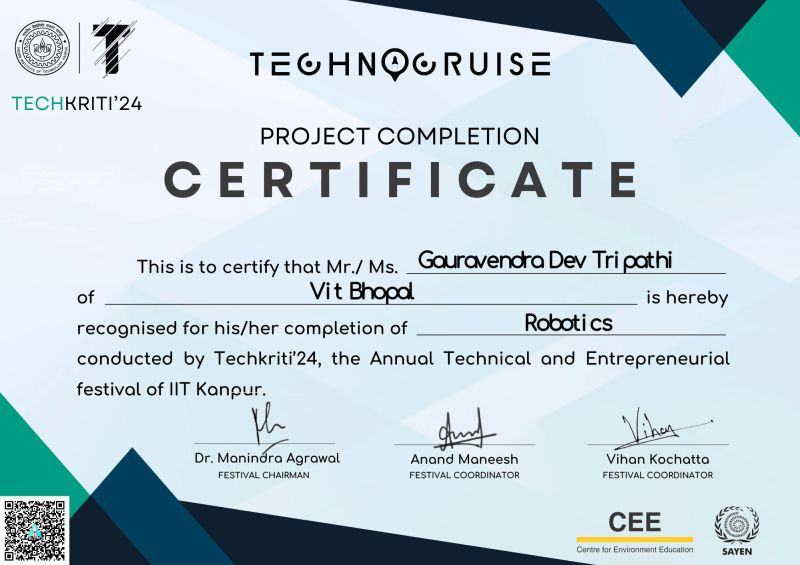 TECHNOCRUISE
TECHKRITI'24
PROJECT COMPLETION
CERTIFICATE
This is to certify that Mr./ Ms. Gauravendra Dev Tripathi
of Vit Bhopal is hereby
recognised for his/her completion of Robotics
conducted by Techkriti'24, the Annual Technical and Entrepreneurial
festival of IIT Kanpur.
Dr. Manindra Agrawal
FESTIVAL CHAIRMAN
Anand Maneesh
FESTIVAL COORDINATOR
Vihan
Vihan Kochatta
FESTIVAL COORDINATOR
CEE
Centre for Environment Education
SAYEN